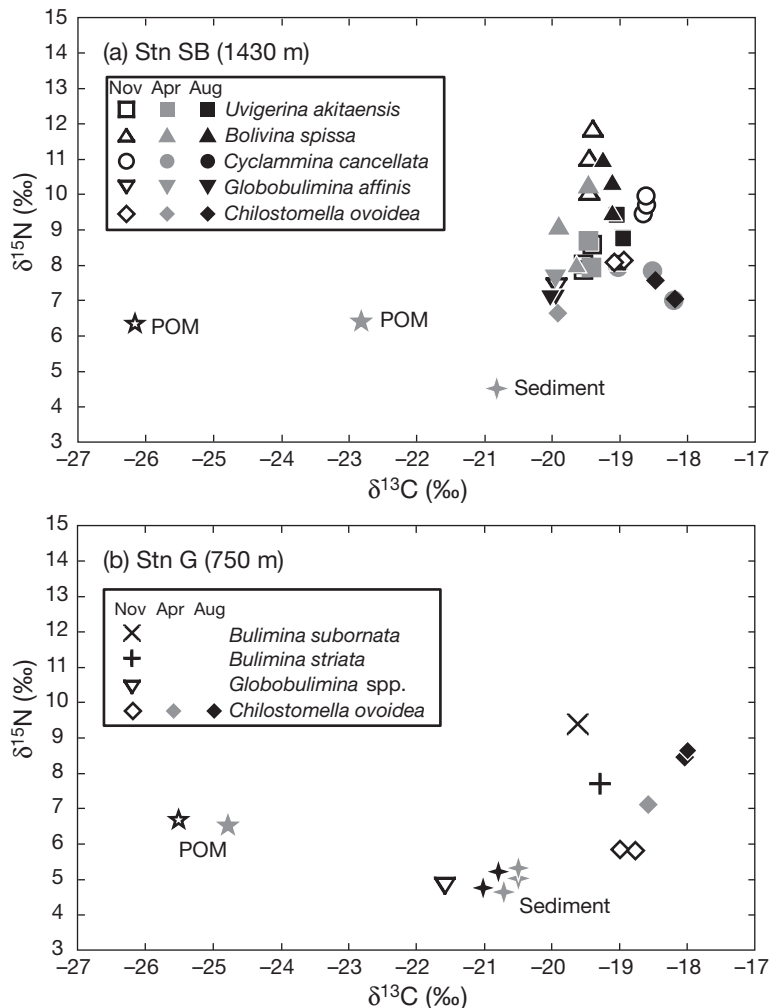 15
14
13
12
11
10
9
8
7
6
5
4
3
δ15N (‰)
(a) Stn SB (1430 m)
Nov Apr Aug
Uvigerina akitaensis
Bolivina spissa
Cyclammina cancellata
Globobulimina affinis
Chilostomella ovoidea
POM
POM
Sediment
–27 –26 –25 –24 –23 –22 –21 –20 –19 –18 –17
δ13C (‰)
15
14
13
12
11
10
9
8
7
6
5
4
3
δ15N (‰)
(b) Stn G (750 m)
Nov Apr Aug
Bulimina subornata
Bulimina striata
Globobulimina spp.
Chilostomella ovoidea
POM
Sediment
–27 –26 –25 –24 –23 –22 –21 –20 –19 –18 –17
δ13C (‰)